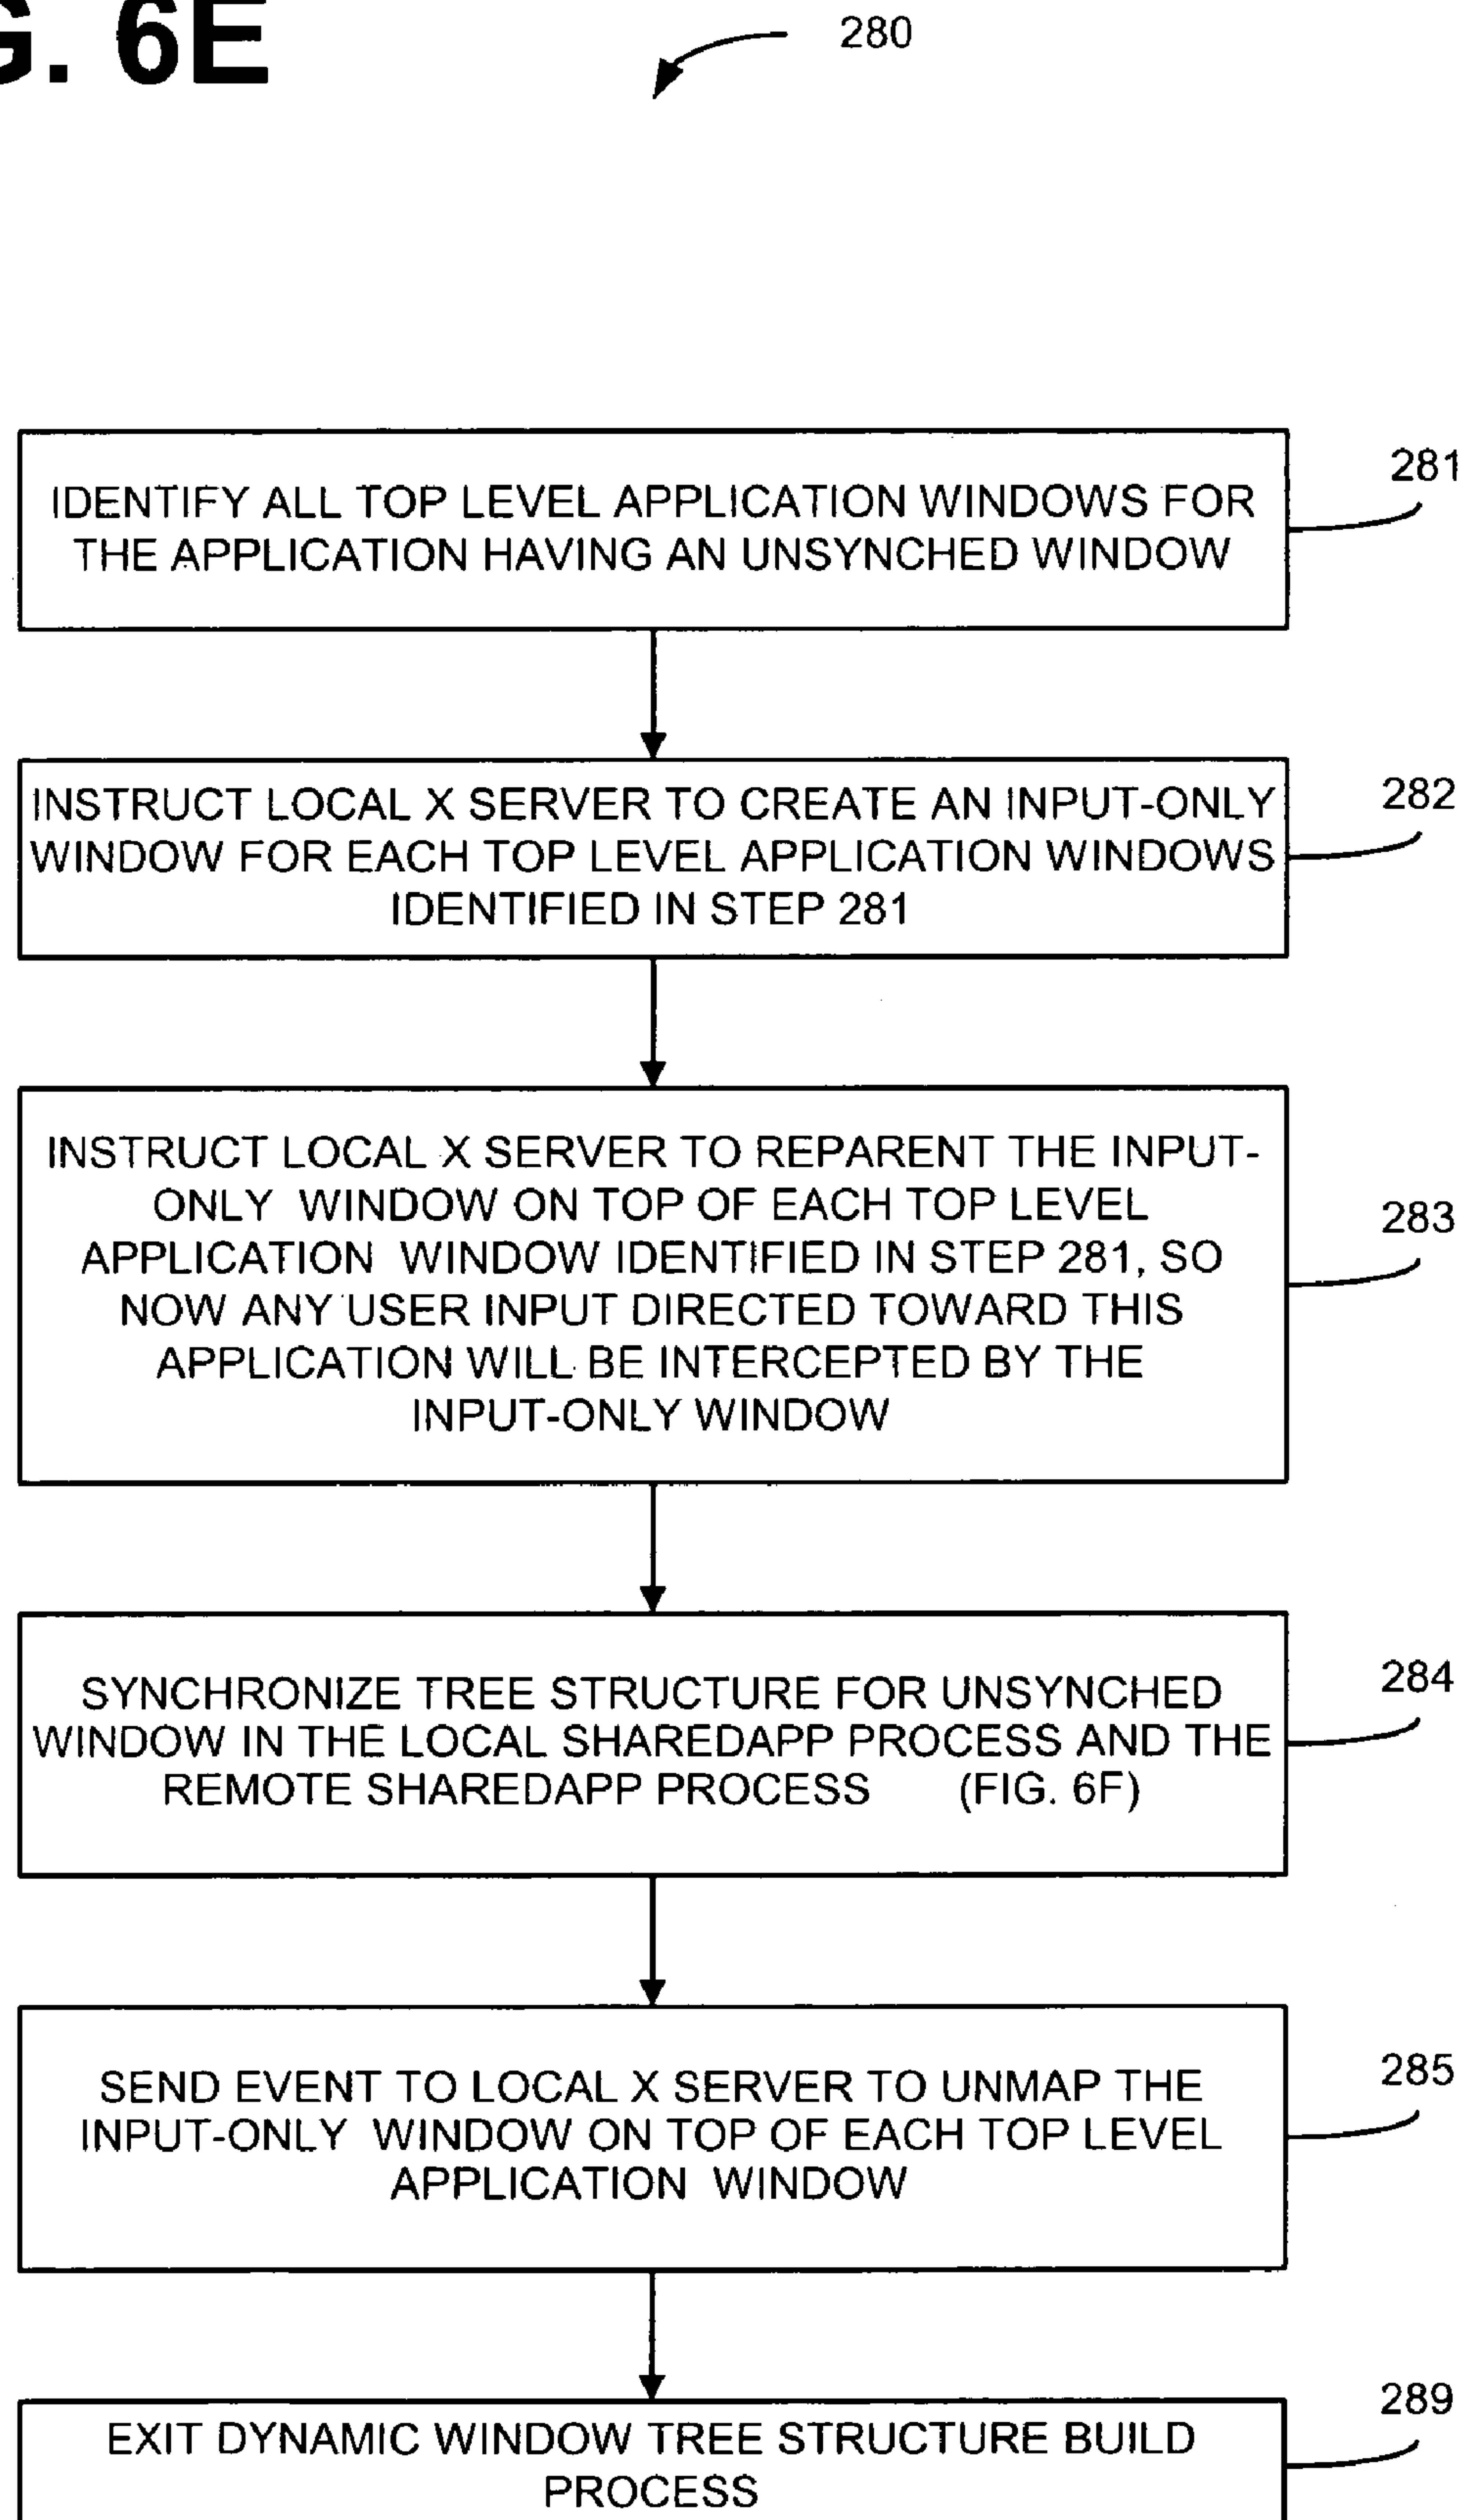 G. 6E
280
IDENTIFY ALL TOP LEVEL APPLICATION WINDOWS FOR
THE APPLICATION HAVING AN UNSYNCHED WINDOW
281
INSTRUCT LOCAL X SERVER TO CREATE AN INPUT-ONLY
WINDOW FOR EACH TOP LEVEL APPLICATION WINDOWS
IDENTIFIED IN STEP 281
282
INSTRUCT LOCAL X SERVER TO REPARENT THE INPUT-
ONLY WINDOW ON TOP OF EACH TOP LEVEL
APPLICATION WINDOW IDENTIFIED IN STEP 281, SO
NOW ANY USER INPUT DIRECTED TOWARD THIS
APPLICATION WILL BE INTERCEPTED BY THE
INPUT-ONLY WINDOW
283
SYNCHRONIZE TREE STRUCTURE FOR UNSYNCHED
WINDOW IN THE LOCAL SHAREDAPP PROCESS AND THE
REMOTE SHAREDAPP PROCESS (FIG. 6F)
284
SEND EVENT TO LOCAL X SERVER TO UNMAP THE
INPUT-ONLY WINDOW ON TOP OF EACH TOP LEVEL
APPLICATION WINDOW
285
EXIT DYNAMIC WINDOW TREE STRUCTURE BUILD
PROCESS
289